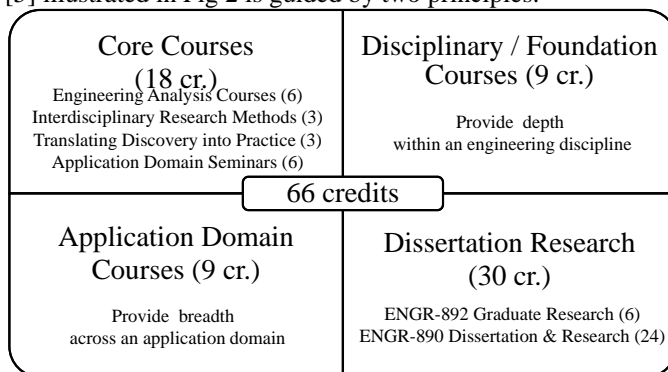 [5] illustrated in Fig 2 is guided by two principles.
Core Courses
(18 cr.)
Engineering Analysis Courses (6)
Interdisciplinary Research Methods (3)
Translating Discovery into Practice (3)
Application Domain Seminars (6)
Disciplinary / Foundation
Courses (9 cr.)
Provide depth
within an engineering discipline
66 credits
Application Domain
Courses (9 cr.)
Provide breadth
across an application domain
Dissertation Research
(30 cr.)
ENGR-892 Graduate Research (6)
ENGR-890 Dissertation & Research (24)